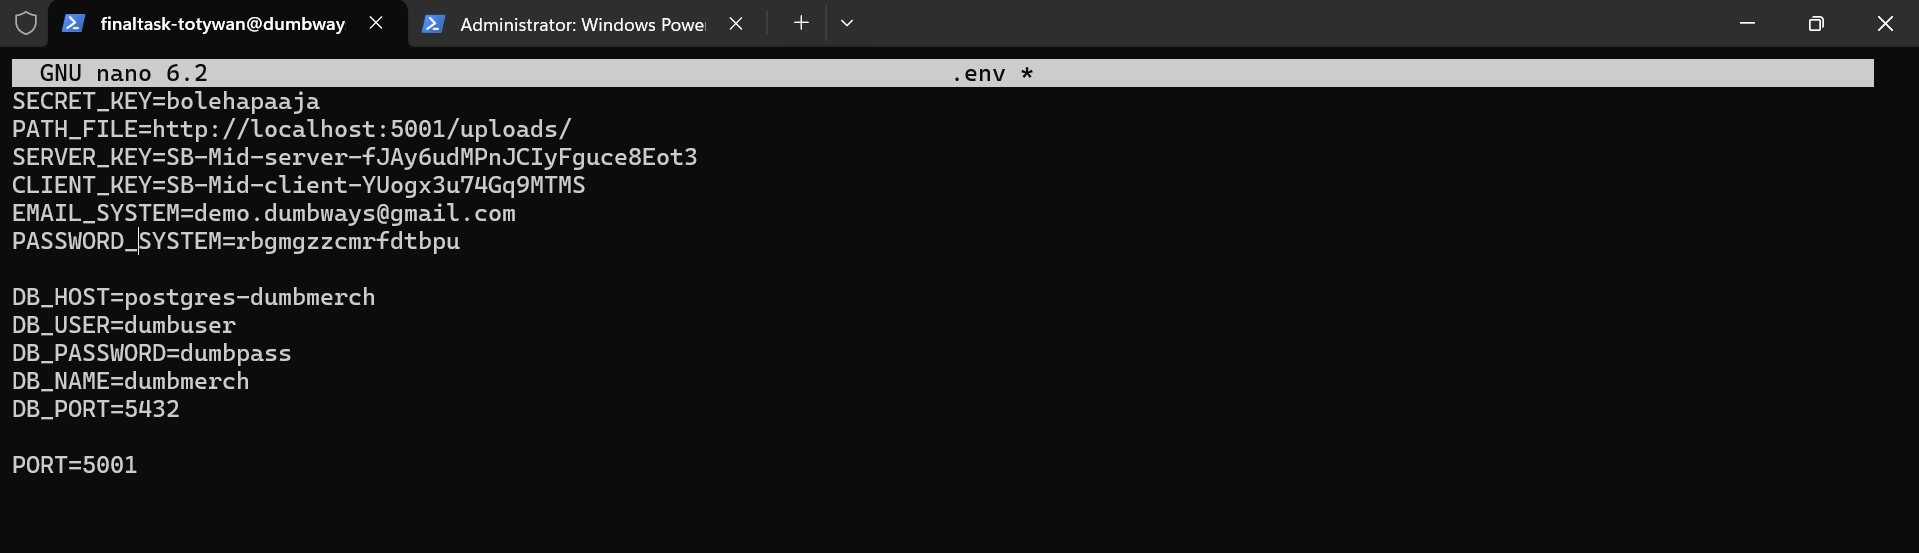 finaltask-totywan@dumbway
Administrator: Windows Powe
GNU nano 6.2 .env *
SECRET_KEY=bolehapaaja
PATH_FILE=http://localhost:5001/uploads/
SERVER_KEY=SB-Mid-server-fJAy6udMPnJCIyFguce8Eot3
CLIENT_KEY=SB-Mid-client-YUogx3u74Gq9MTMS
EMAIL_SYSTEM=demo.dumbways@gmail.com
PASSWORD_SYSTEM=rbgmgzzcmrfdtbpu
DB_HOST=postgres-dumbmerch
DB_USER=dumbuser
DB_PASSWORD=dumbpass
DB_NAME=dumbmerch
DB_PORT=5432
PORT=5001